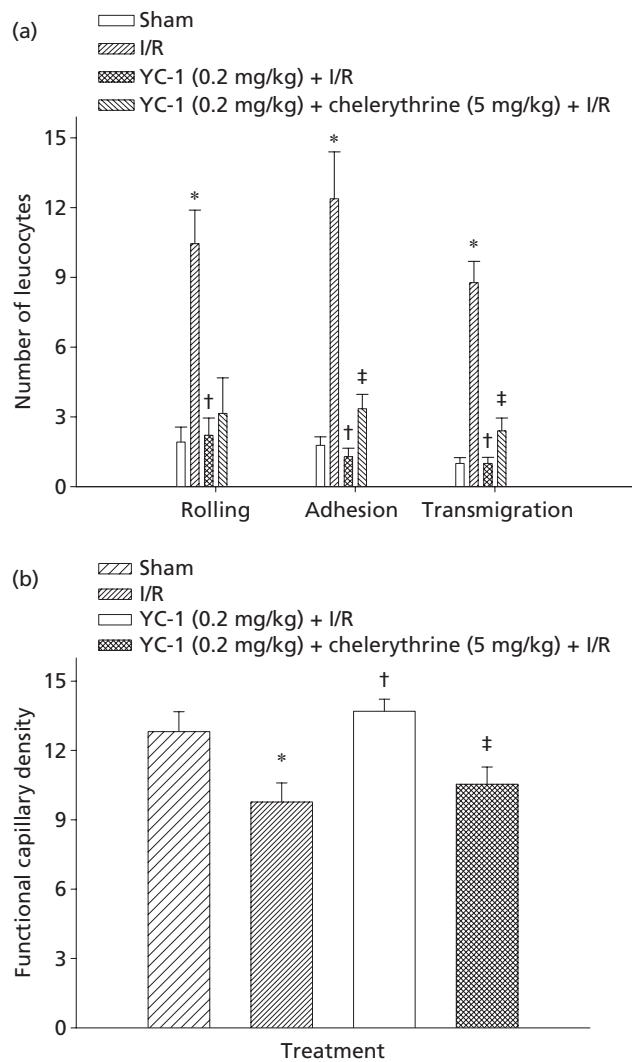 (a)
Sham
I/R
YC-1 (0.2 mg/kg) + I/R
YC-1 (0.2 mg/kg) + chelerythrine (5 mg/kg) + I/R
15
12
9
6
3
0
Number of leucocytes
*
†
*
†
‡
*
†
‡
Rolling
Adhesion
Transmigration
(b)
Sham
I/R
YC-1 (0.2 mg/kg) + I/R
YC-1 (0.2 mg/kg) + chelerythrine (5 mg/kg) + I/R
15
12
9
6
3
0
Functional capillary density
*
†
‡
Treatment